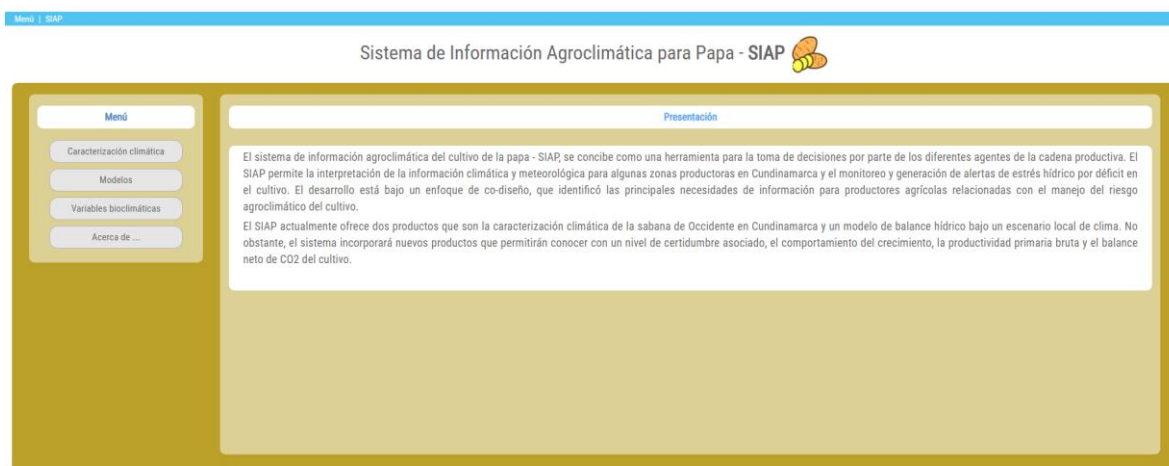 Menú | SIAP
Sistema de Información Agroclimática para Papa - SIAP
Menú
Caracterización climática
Modelos
Variables bioclimáticas
Acerca de ...
Presentación
El sistema de información agroclimática del cultivo de la papa - SIAP, se concibe como una herramienta para la toma de decisiones por parte de los diferentes agentes de la cadena productiva. El
SIAP permite la interpretación de la información climática y meteorológica para algunas zonas productoras en Cundinamarca y el monitoreo y generación de alertas de estrés hídrico por déficit en
el cultivo. El desarrollo está bajo un enfoque de co-diseño, que identificó las principales necesidades de información para productores agrícolas relacionadas con el manejo del riesgo
agroclimático del cultivo.
El SIAP actualmente ofrece dos productos que son la caracterización climática de la sabana de Occidente en Cundinamarca y un modelo de balance hídrico bajo un escenario local de clima. No
obstante, el sistema incorporará nuevos productos que permitirán conocer con un nivel de certidumbre asociado, el comportamiento del crecimiento, la productividad primaria bruta y el balance
neto de CO2 del cultivo.